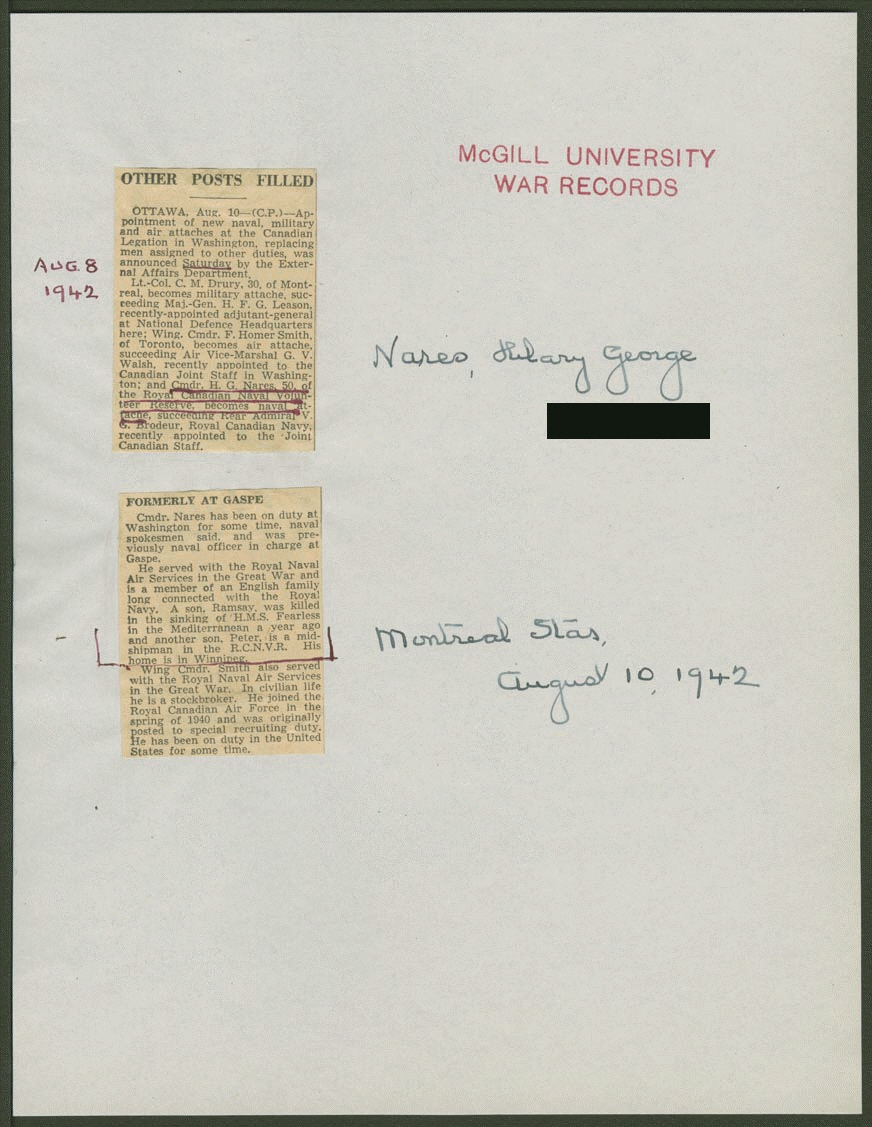 McGILL UNIVERSITY
WAR RECORDS
OTHER POSTS FILLED
OTTAWA, Aug. 10—(C.P.)—Ap-
pointment of new naval, military
and air attaches at the Canadian
Legation in Washington, replacing
men assigned to other duties, was
announced Saturday by the Exter-
nal Affairs Department.
Lt.-Col. C. M. Drury, 30, of Mont-
real, becomes military attache, suc-
ceeding Maj.-Gen. H. F. G. Leason,
recently-appointed adjutant-general
at National Defence Headquarters
here; Wing. Cmdr. F. Homer Smith,
of Toronto, becomes air attache,
succeeding Air Vice-Marshal G. V.
Walsh, recently appointed to the
Canadian Joint Staff in Washing-
ton; and Cmdr. H. G. Nares, 50, of
the Royal Canadian Naval Volun-
teer Reserve, becomes naval at-
tache, succeeding Rear Admiral V.
G. Brodeur, Royal Canadian Navy,
recently appointed to the Joint
Canadian Staff.
AUG. 8
1942
Nares, Hilary George
FORMERLY AT GASPE
Cmdr. Nares has been on duty at
Washington for some time, naval
spokesmen said, and was pre-
viously naval officer in charge at
Gaspe.
He served with the Royal Naval
Air Services in the Great War and
is a member of an English family
long connected with the Royal
Navy. A son, Ramsay, was killed
in the sinking of H.M.S. Fearless
in the Mediterranean a year ago
and another son, Peter, is a mid-
shipman in the R.C.N.V.R. His
home is in Winnipeg.
Wing Cmdr. Smith also served
with the Royal Naval Air Services
in the Great War. In civilian life
he is a stockbroker. He joined the
Royal Canadian Air Force in the
spring of 1940 and was originally
posted to special recruiting duty.
He has been on duty in the United
States for some time.
Montreal Star,
August 10, 1942